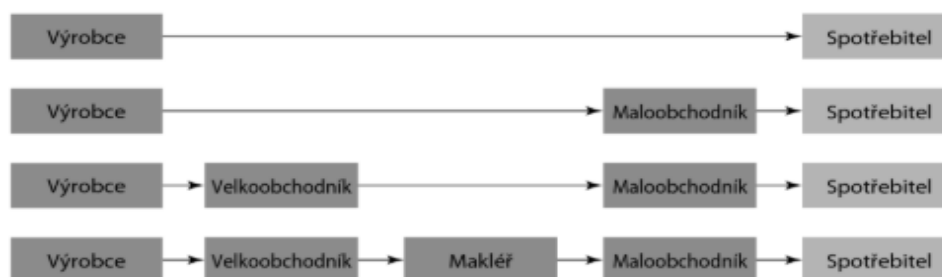 Výrobce Spotřebitel
Výrobce Maloobchodník Spotřebitel
Výrobce Velkoobchodník Maloobchodník Spotřebitel
Výrobce Velkoobchodník Makléř Maloobchodník Spotřebitel